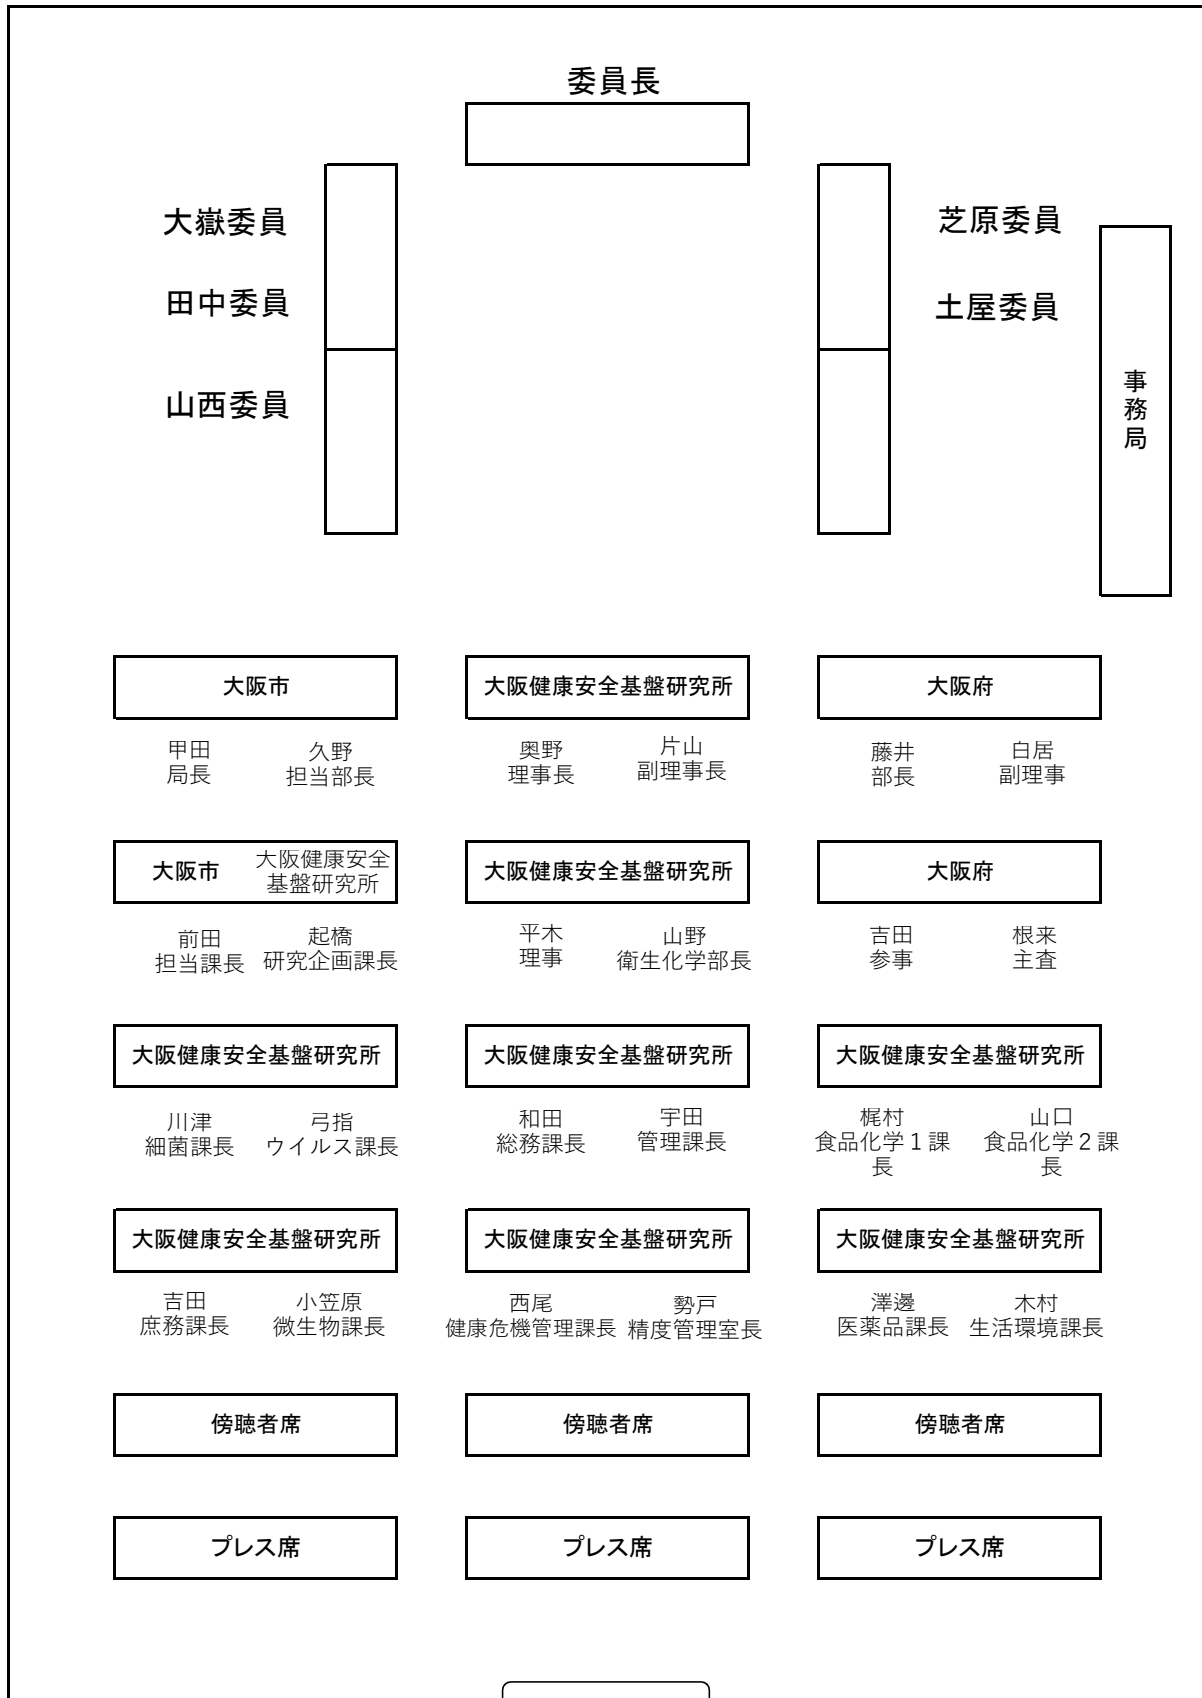 委員長
大嶽委員
田中委員
山西委員
芝原委員
土屋委員
事務局
大阪市
甲田
局長
久野
担当部長
大阪健康安全基盤研究所
奥野
理事長
片山
副理事長
大阪府
藤井
部長
白居
副理事
大阪市
大阪健康安全
基盤研究所
前田
担当課長
起橋
研究企画課長
大阪健康安全基盤研究所
平木
理事
山野
衛生化学部長
大阪府
吉田
参事
根来
主査
大阪健康安全基盤研究所
川津
細菌課長
弓指
ウイルス課長
大阪健康安全基盤研究所
和田
総務課長
宇田
管理課長
大阪健康安全基盤研究所
梶村
食品化学１課
長
山口
食品化学２課
長
大阪健康安全基盤研究所
吉田
庶務課長
小笠原
微生物課長
大阪健康安全基盤研究所
西尾
健康危機管理課長
勢戸
精度管理室長
大阪健康安全基盤研究所
澤邊
医薬品課長
木村
生活環境課長
傍聴者席
傍聴者席
傍聴者席
プレス席
プレス席
プレス席